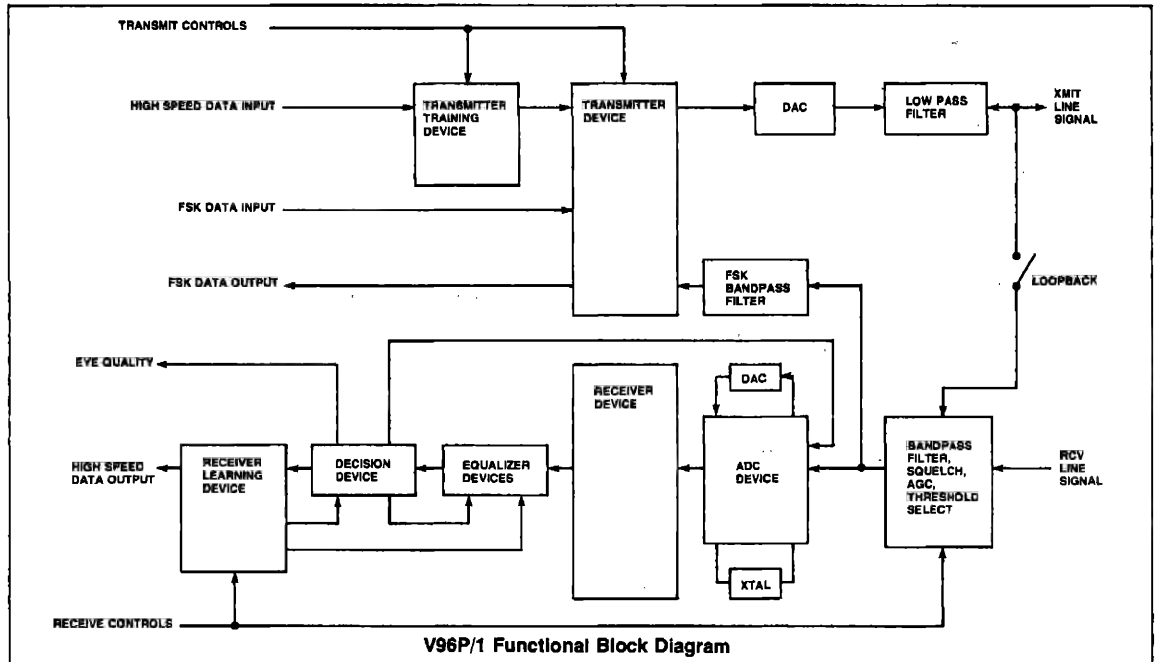 TRANSMIT CONTROLS
HIGH SPEED DATA INPUT
TRANSMITTER
TRAINING
DEVICE
TRANSMITTER
DEVICE
DAC
LOW PASS
FILTER
XMIT
LINE
SIGNAL
FSK DATA INPUT
FSK DATA OUTPUT
FSK
BANDPASS
FILTER
LOOPBACK
EYE QUALITY
RECEIVER
DEVICE
DAC
HIGH SPEED
DATA OUTPUT
RECEIVER
LEARNING
DEVICE
DECISION
DEVICE
EQUALIZER
DEVICES
ADC
DEVICE
BANDPASS
FILTER,
SQUELCH,
AGC,
THRESHOLD
SELECT
RCV
LINE
SIGNAL
XTAL
RECEIVE CONTROLS
V96P/1 Functional Block Diagram